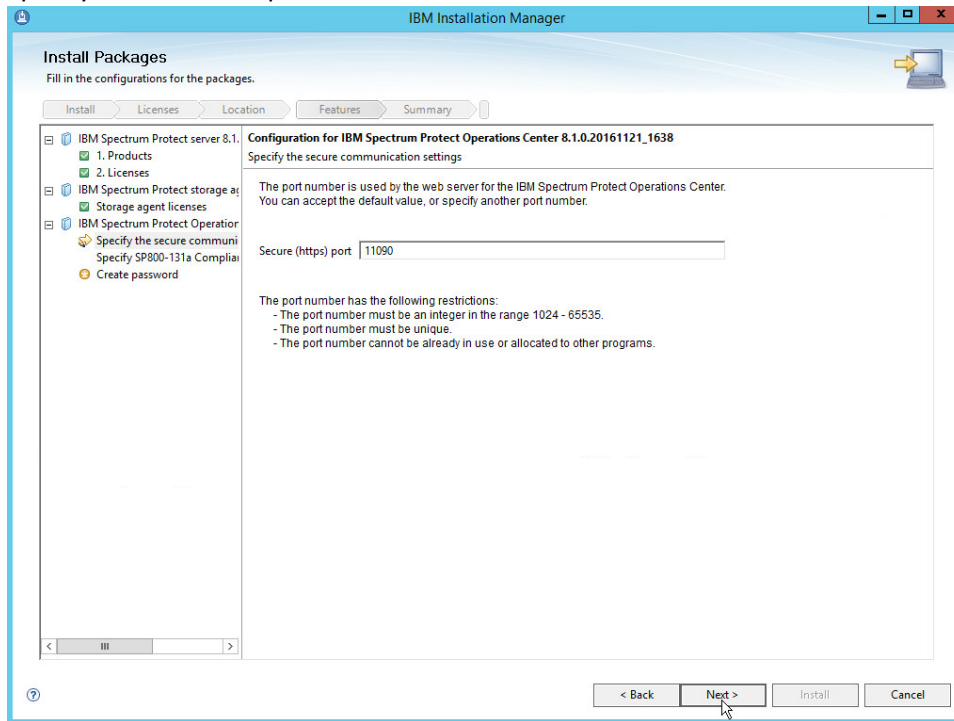 IBM Installation Manager
Install Packages
Fill in the configurations for the packages.
Install Licenses Location Features Summary
IBM Spectrum Protect server 8.1.
1. Products
2. Licenses
IBM Spectrum Protect storage ag
Storage agent licenses
IBM Spectrum Protect Operation
Specify the secure communi
Specify SP800-131a Complian
Create password
Configuration for IBM Spectrum Protect Operations Center 8.1.0.20161121_1638
Specify the secure communication settings
The port number is used by the web server for the IBM Spectrum Protect Operations Center.
You can accept the default value, or specify another port number.
Secure (https) port 11090
The port number has the following restrictions:
- The port number must be an integer in the range 1024 - 65535.
- The port number must be unique.
- The port number cannot be already in use or allocated to other programs.
< Back Next > Install Cancel